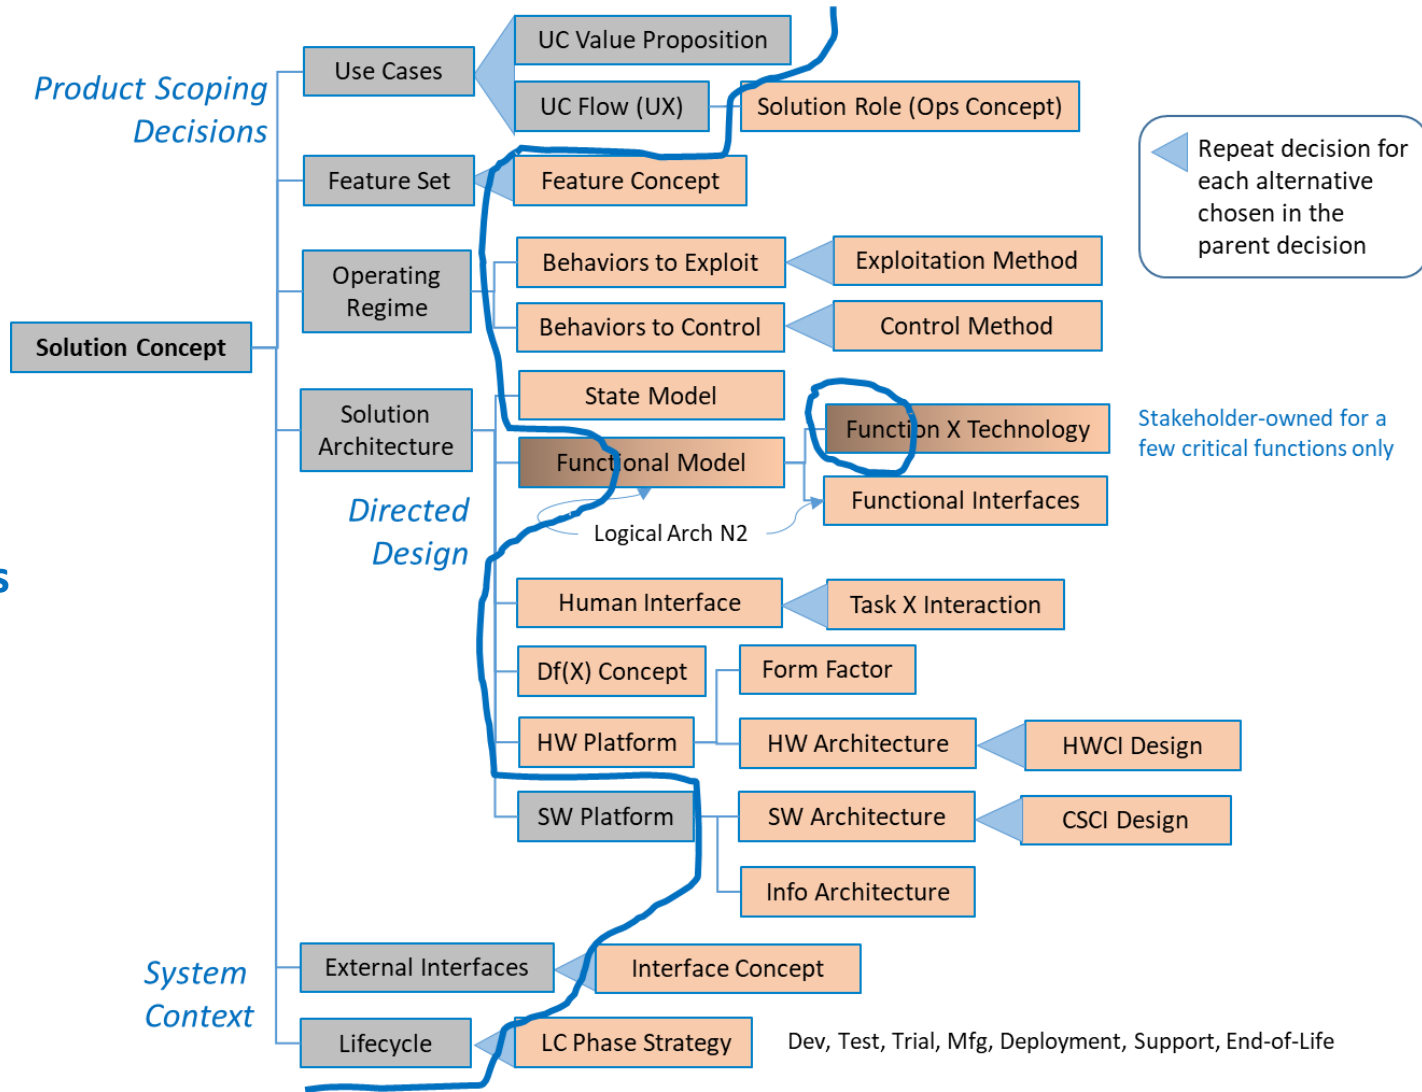 UC Value Proposition
Use Cases
Product Scoping
Decisions
UC Flow (UX)
Solution Role (Ops Concept)
Repeat decision for
each alternative
chosen in the
parent decision
Feature Set
Feature Concept
Operating
Regime
Behaviors to Exploit
Exploitation Method
Behaviors to Control
Control Method
Solution Concept
State Model
Solution
Architecture
Function X Technology
Stakeholder-owned for a
few critical functions only
Functional Model
Functional Interfaces
Directed
Design
Logical Arch N2
s
Human Interface
Task X Interaction
Df(X) Concept
Form Factor
HW Platform
HW Architecture
HWCI Design
SW Platform
SW Architecture
CSCI Design
Info Architecture
System
Context
External Interfaces
Interface Concept
Lifecycle
LC Phase Strategy
Dev, Test, Trial, Mfg, Deployment, Support, End-of-Life